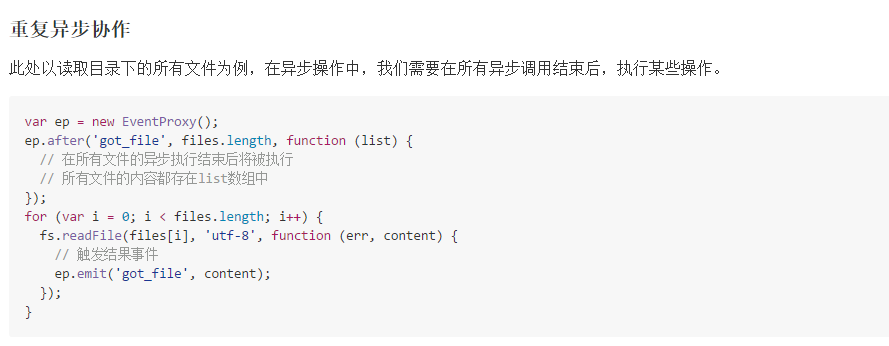 重复异步协作
此处以读取目录下的所有文件为例，在异步操作中，我们需要在所有异步调用结束后，执行某些操作。
var ep = new EventProxy();
ep.after('got_file', files.length, function (list) {
  // 在所有文件的异步执行结束后将被执行
  // 所有文件的内容都存在list数组中
});
for (var i = 0; i < files.length; i++) {
  fs.readFile(files[i], 'utf-8', function (err, content) {
    // 触发结果事件
    ep.emit('got_file', content);
  });
}